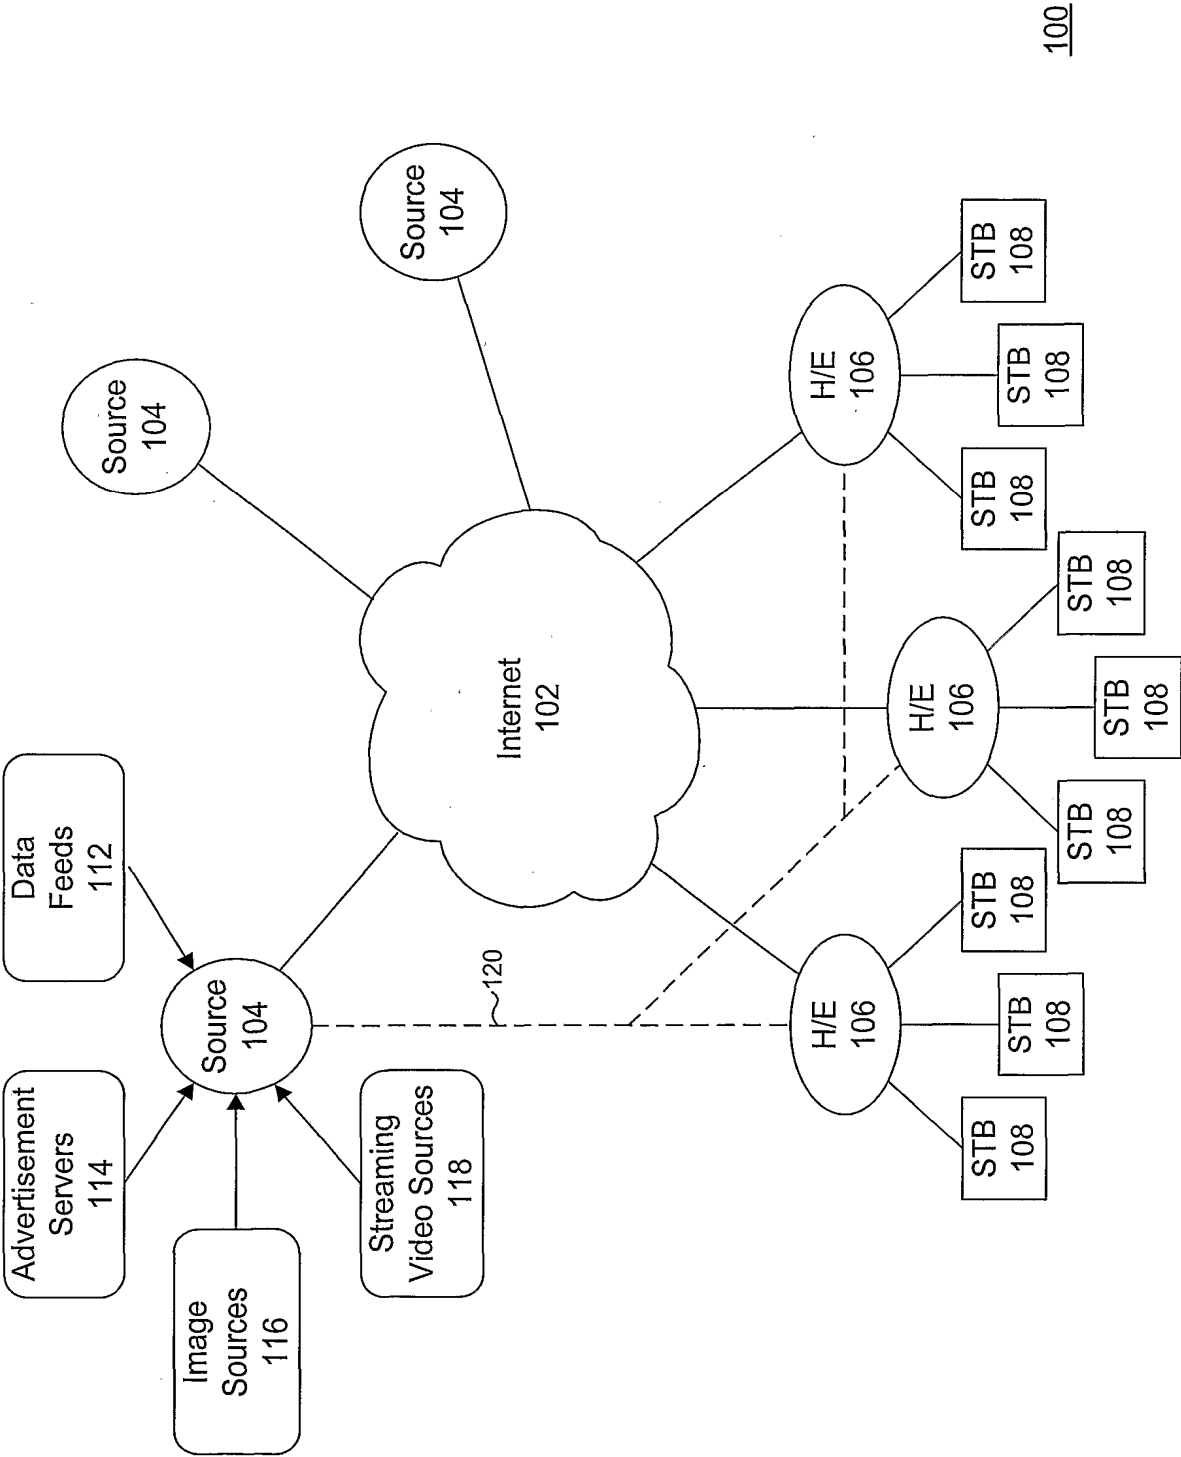 Advertisement
Servers
114
Data
Feeds
112
Image
Sources
116
Source
104
Source
104
Source
104
Streaming
Video Sources
118
120
Internet
102
H/E
106
H/E
106
H/E
106
STB
108
STB
108
STB
108
STB
108
STB
108
STB
108
STB
108
STB
108
STB
108
100